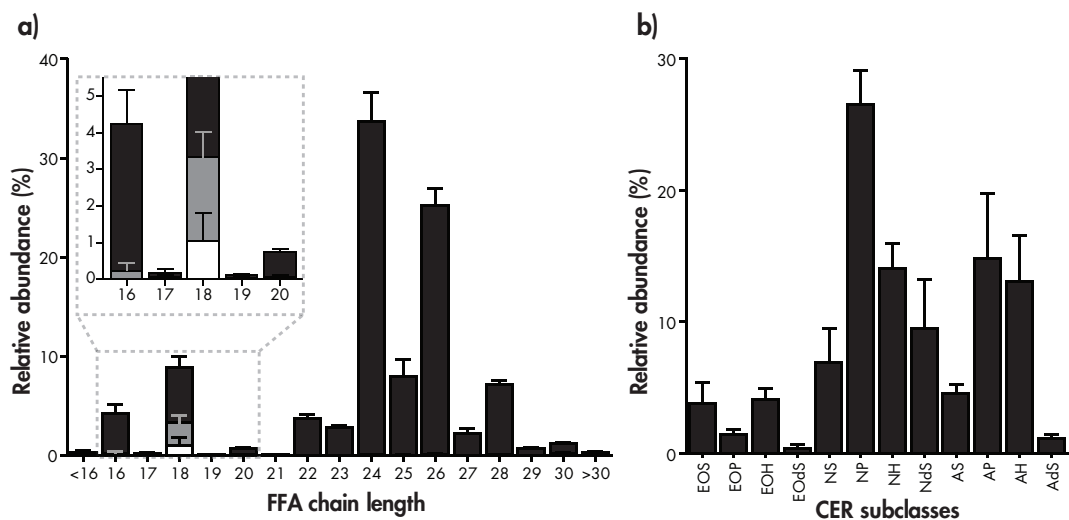 a)
Relative abundance (%)
40
30
20
10
0
5
4
3
2
1
0
16 17 18 19 20
<16 16 17 18 19 20 21 22 23 24 25 26 27 28 29 30 >30
FFA chain length
b)
Relative abundance (%)
30
20
10
0
EOS EOP EOH EOdS NS NP NH NdS AS AP AH AdS
CER subclasses